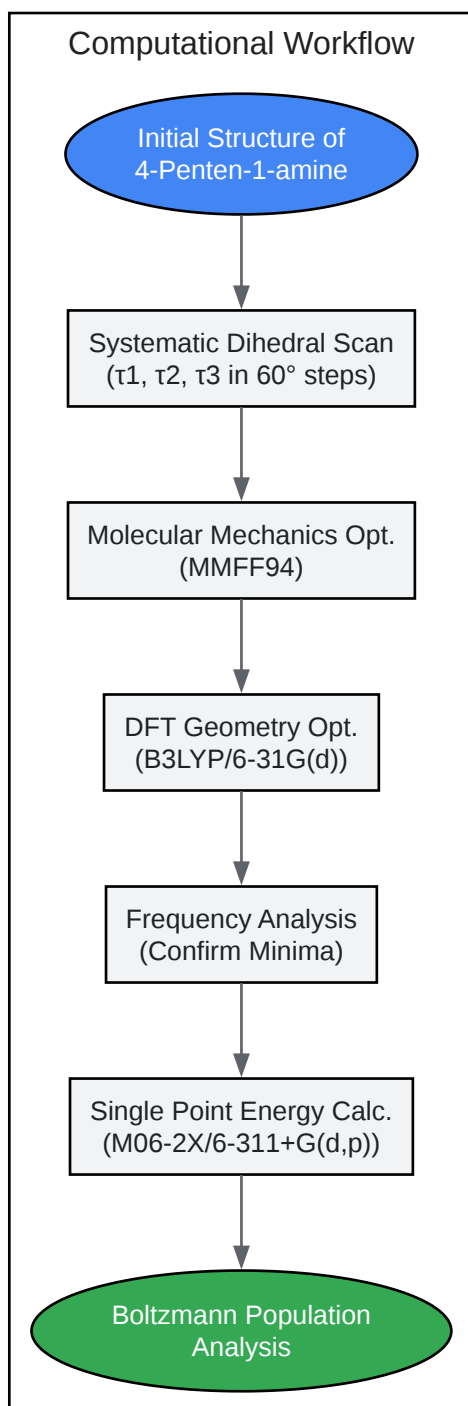 Computational Workflow
Initial Structure of
4-Penten-1-amine
Systematic Dihedral Scan
(τ1, τ2, τ3 in 60° steps)
Molecular Mechanics Opt.
(MMFF94)
DFT Geometry Opt.
(B3LYP/6-31G(d))
Frequency Analysis
(Confirm Minima)
Single Point Energy Calc.
(M06-2X/6-311+G(d,p))
Boltzmann Population
Analysis